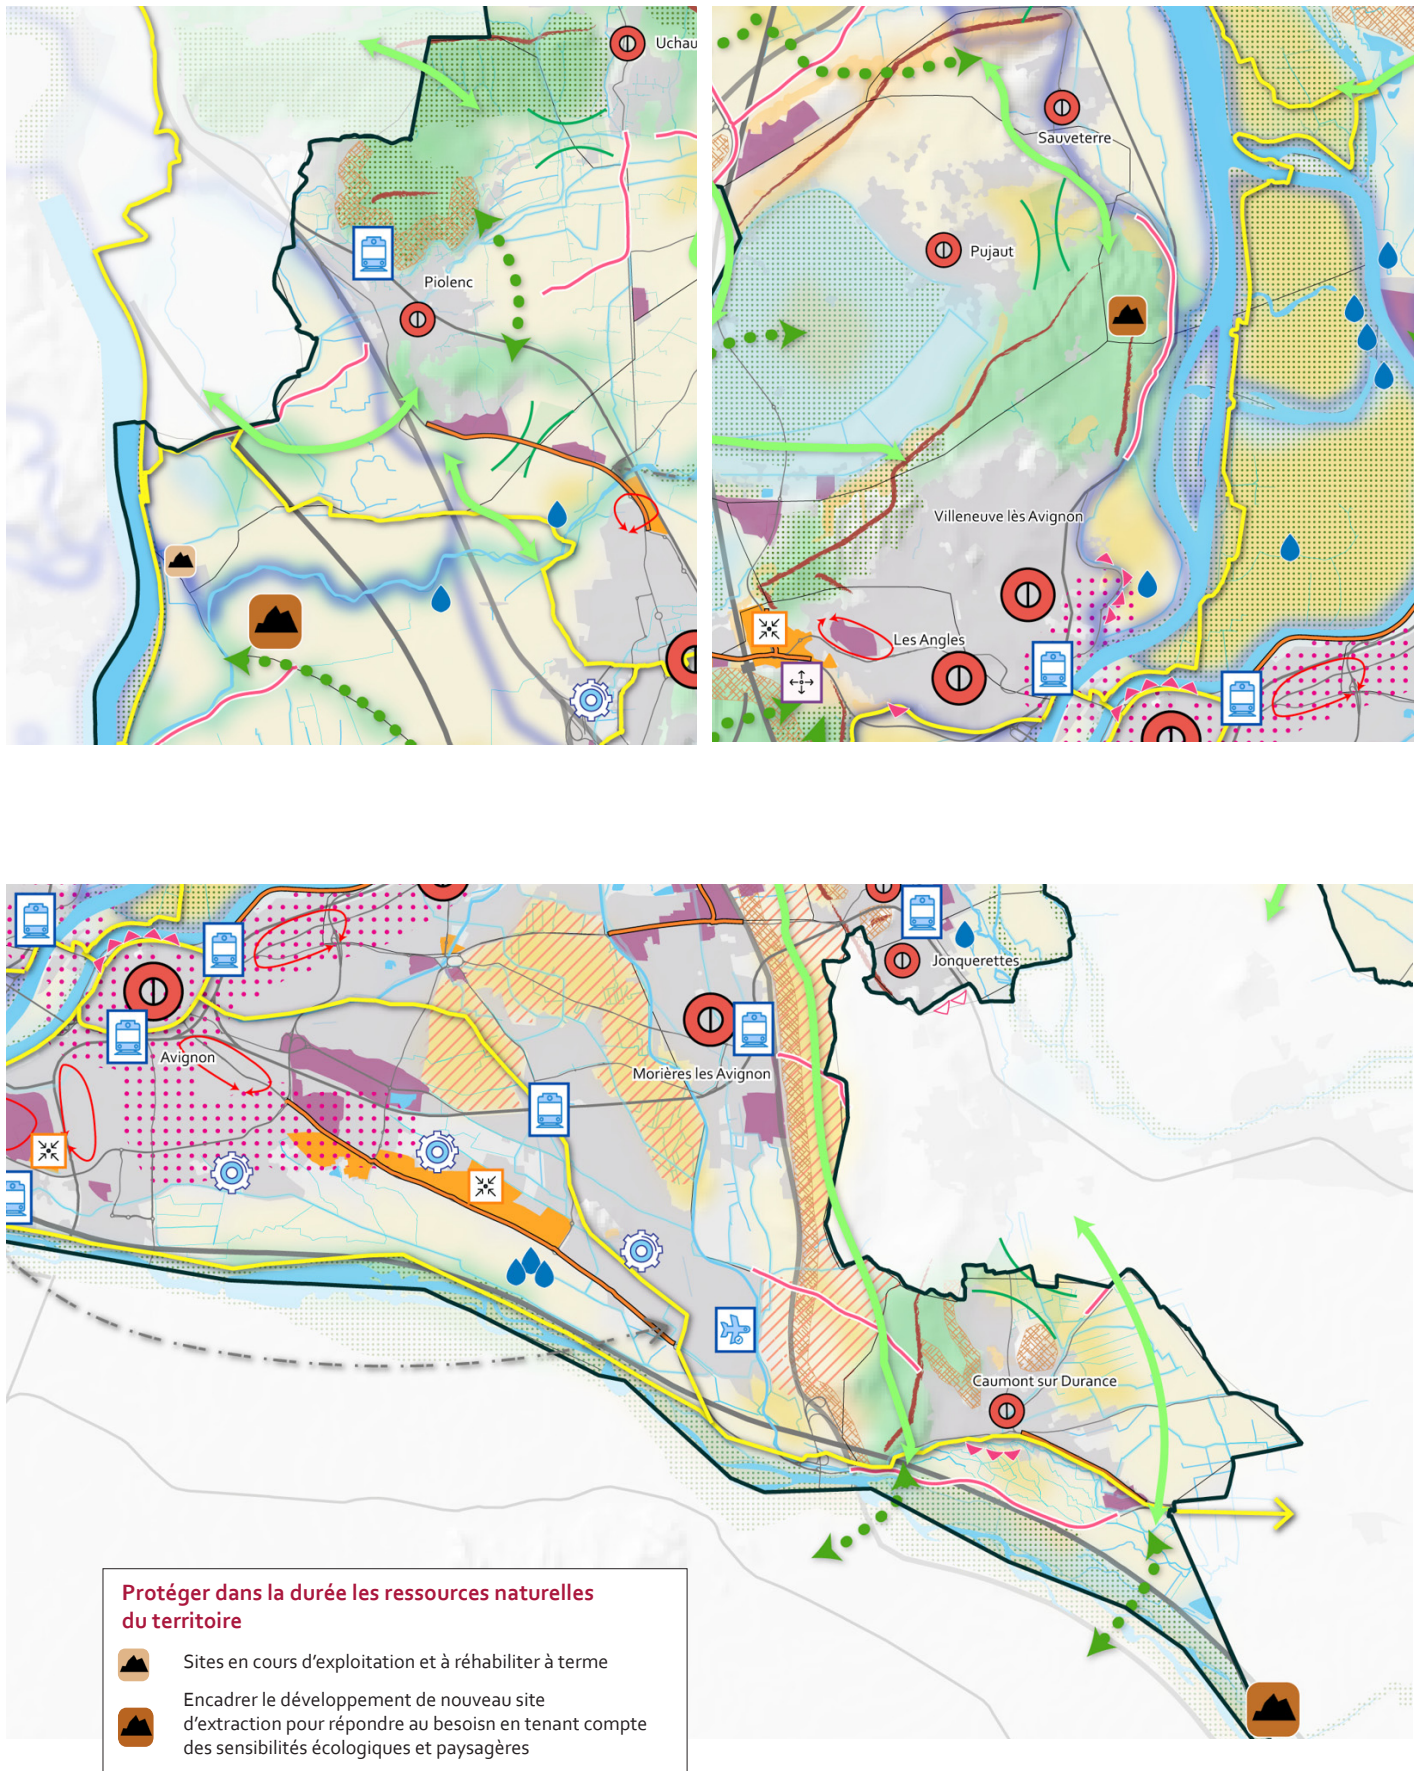 Uchau
Piolenc
Sauveterre
Pujaut
Villeneuve lès Avignon
Les Angles
Jonquerettes
Avignon
Morières les Avignon
Caumont sur Durance
Protéger dans la durée les ressources naturelles
du territoire
Sites en cours d'exploitation et à réhabiliter à terme
Encadrer le développement de nouveau site
d'extraction pour répondre au besoisn en tenant compte
des sensibilités écologiques et paysagères